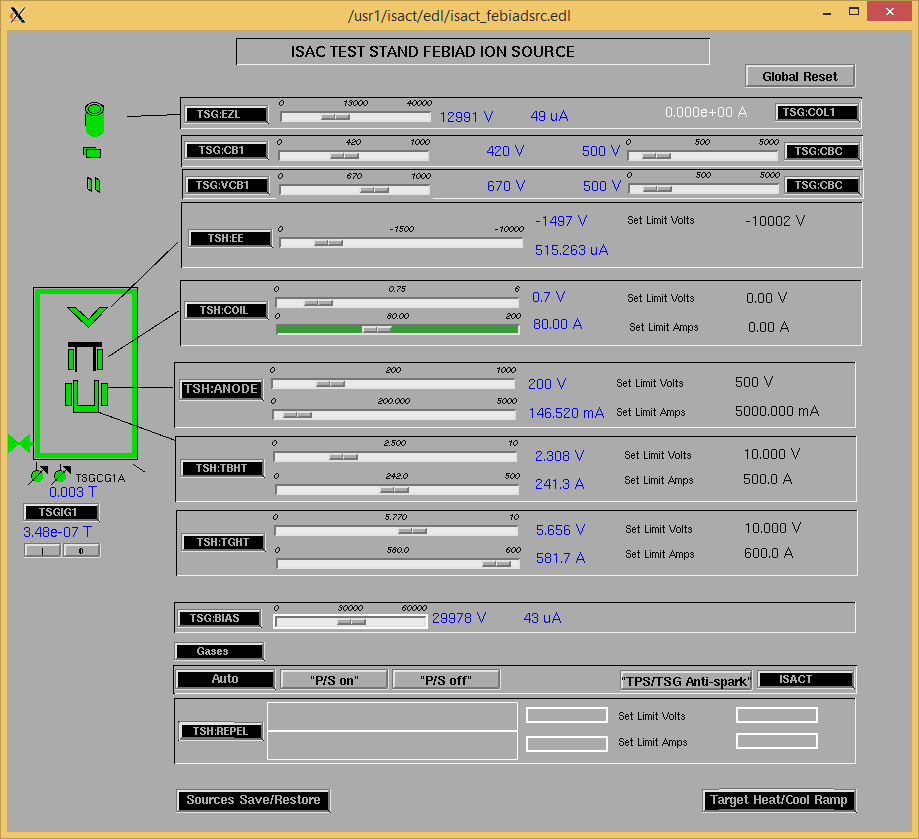 /usr1/isact/edl/isact_febiadsrc.edl
ISAC TEST STAND FEBIAD ION SOURCE
Global Reset
0 13000 40000
TSG:EZL 12991 V 49 uA 0.000e+00 A TSG:COL1
0 420 1000 0 500 5000
TSG:CB1 420 V 500 V TSG:CBC
0 670 1000 0 500 5000
TSG:VCB1 670 V 500 V TSG:CBC
-1497 V Set Limit Volts -10002 V
0 -1500 -10000
TSH:EE
515.263 uA
0 0.75 6
0.7 V Set Limit Volts 0.00 V
TSH:COIL
0 80.00 200
80.00 A Set Limit Amps 0.00 A
0 200 1000
200 V Set Limit Volts 500 V
TSH:ANODE
0 200.000 5000
146.520 mA Set Limit Amps 5000.000 mA
0 2.500 10
2.308 V Set Limit Volts 10.000 V
TSH:TBHT
0 242.0 500
241.3 A Set Limit Amps 500.0 A
TSGCG1A
0.003 T
TSGIG1
3.48e-07 T
I 0
0 5.770 10
5.656 V Set Limit Volts 10.000 V
TSH:TGHT
0 580.0 600
581.7 A Set Limit Amps 600.0 A
0 30000 60000
TSG:BIAS 29978 V 43 uA
Gases
Auto "P/S on" "P/S off" "TPS/TSG Anti-spark" ISACT
Set Limit Volts
TSH:REPEL
Set Limit Amps
Sources Save/Restore Target Heat/Cool Ramp